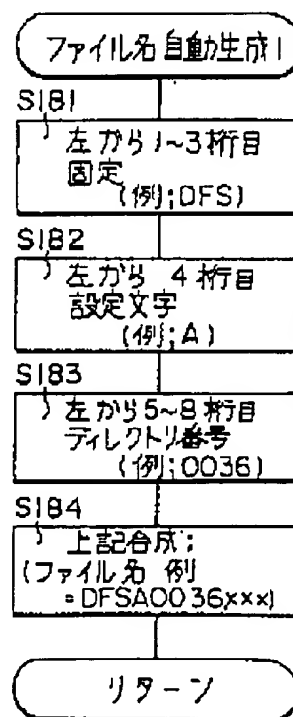 ファイル名自動生成1
S181
左から1~3桁目
固定
(例;DFS)
S182
左から 4桁目
設定文字
(例;A)
S183
左から5~8桁目
ディレクトリ番号
(例;0036)
S184
上記合成;
(ファイル名 例
=DFSA0036xxx)
リターン